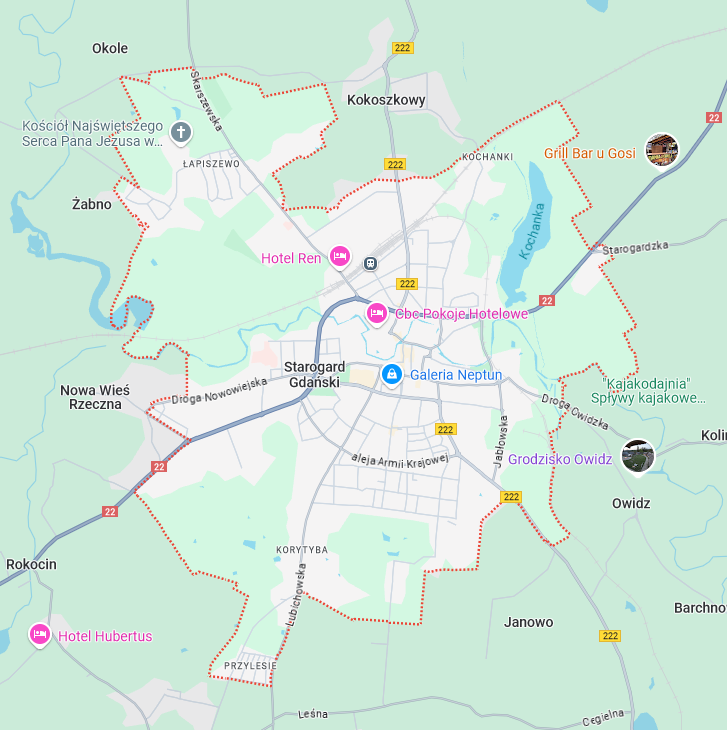 Okole
222
Kokoszkowy
Skarszewska
22
Kościół Najświętszego
Serca Pana Jezusa w...
Grill Bar u Gosi
ŁAPISZEWO
222
KOCHANKI
Żabno
Kochanka
Starogardzka
Hotel Ren
222
22
Cbc Pokoje Hotelowe
Starogard
Gdański
Galeria Neptun
Nowa Wieś
Rzeczna
Droga Nowowiejska
"Kajakodajnia"
Spływy kajakowe...
Droga Owidzka
222
Jabłowska
Kolin
aleja Armii Krajowej
Grodzisko Owidz
22
222
Owidz
22
KORYTYBA
Rokocin
Lubichowska
Barchno
Janowo
Hotel Hubertus
222
PRZYLESIE
Leśna
Cegielna